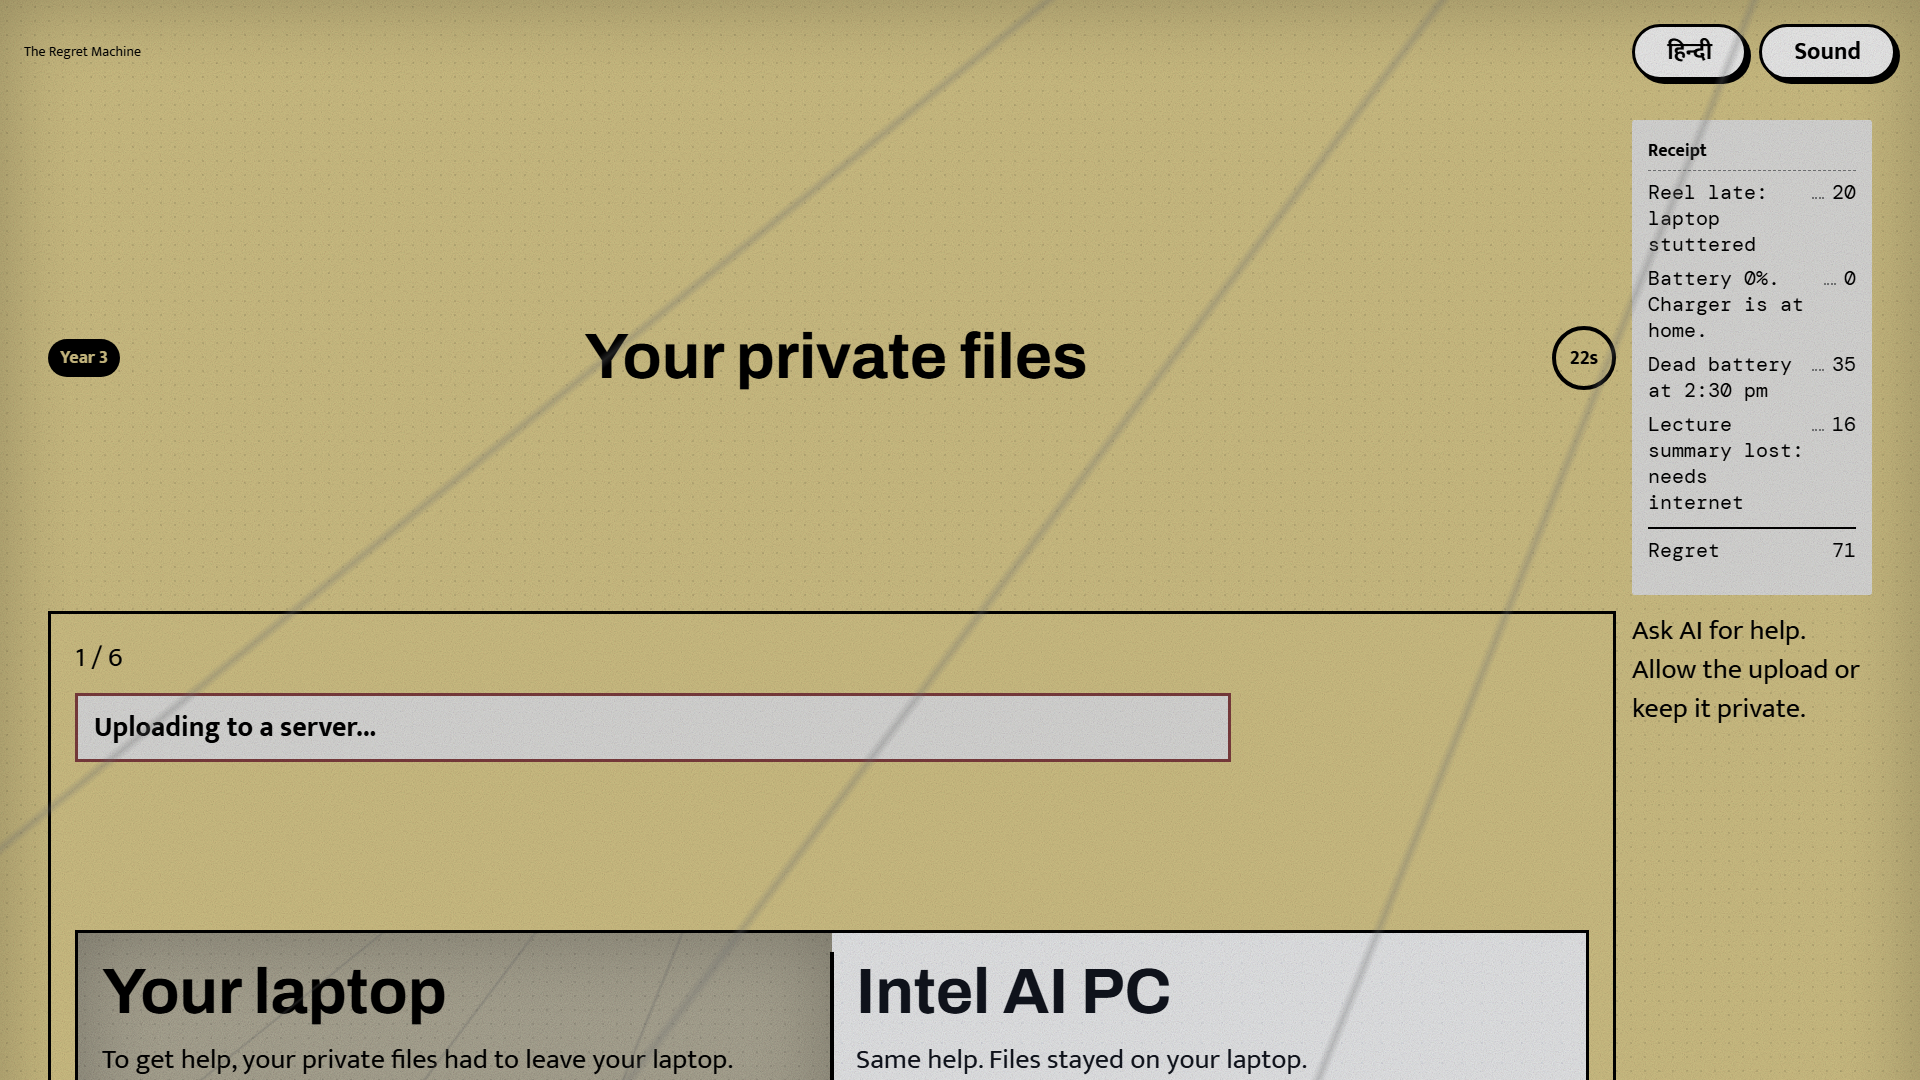 The Regret Machine
हिन्दी
Sound
Year 3
Your private files
22s
Receipt
Reel late: .... 20
laptop
stuttered
Battery 0%. .... 0
Charger is at
home.
Dead battery .... 35
at 2:30 pm
Lecture .... 16
summary lost:
needs
internet
Regret 71
Ask AI for help.
Allow the upload or
keep it private.
1 / 6
Uploading to a server...
Your laptop
To get help, your private files had to leave your laptop.
Intel AI PC
Same help. Files stayed on your laptop.